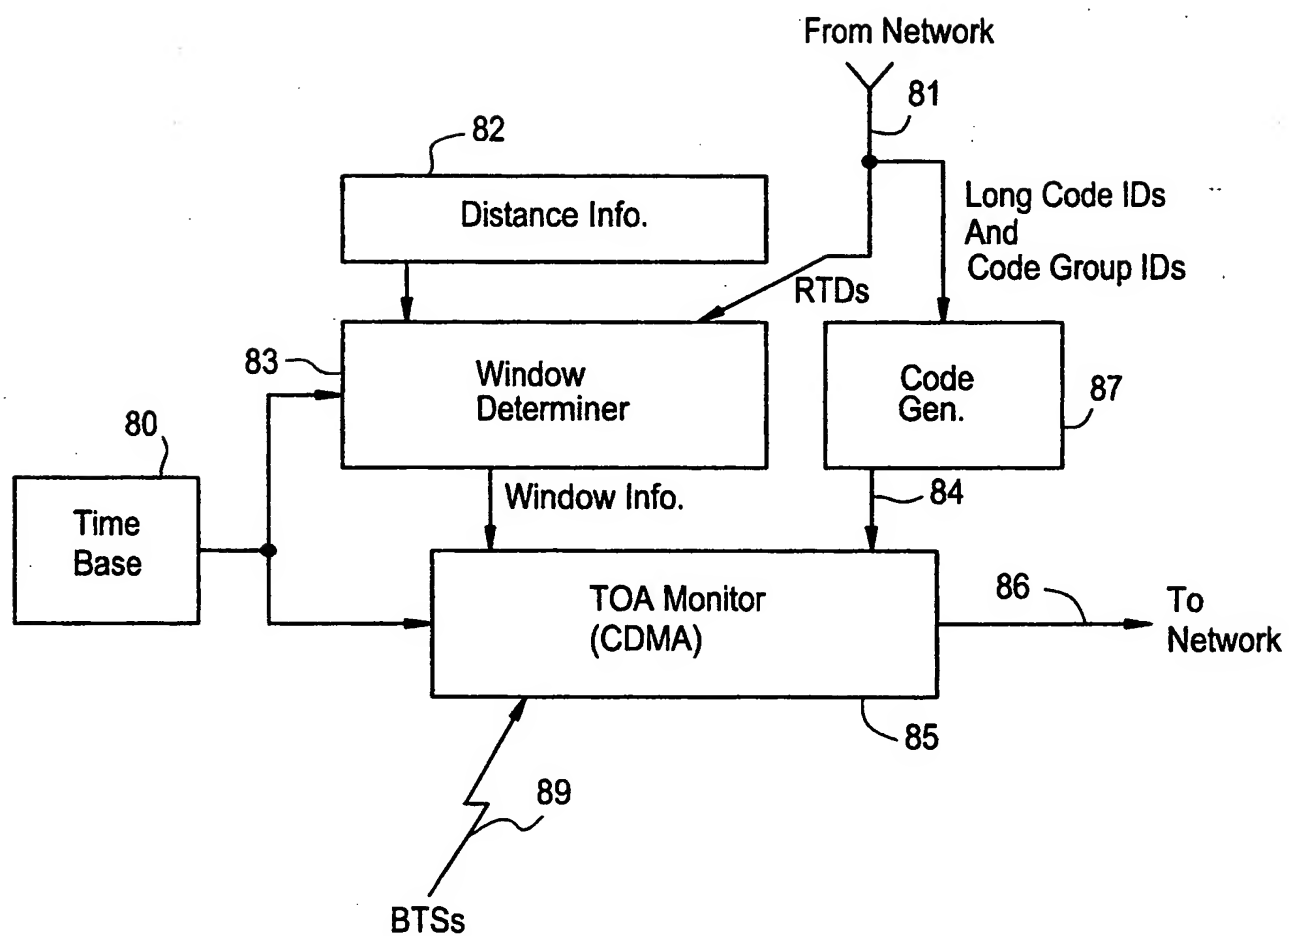 From Network
81
82
Long Code IDs
And
Code Group IDs
Distance Info.
RTDs
83
Window
Determiner
Code
Gen.
87
80
Window Info.
84
Time
Base
TOA Monitor
(CDMA)
86
To
Network
85
89
BTSs